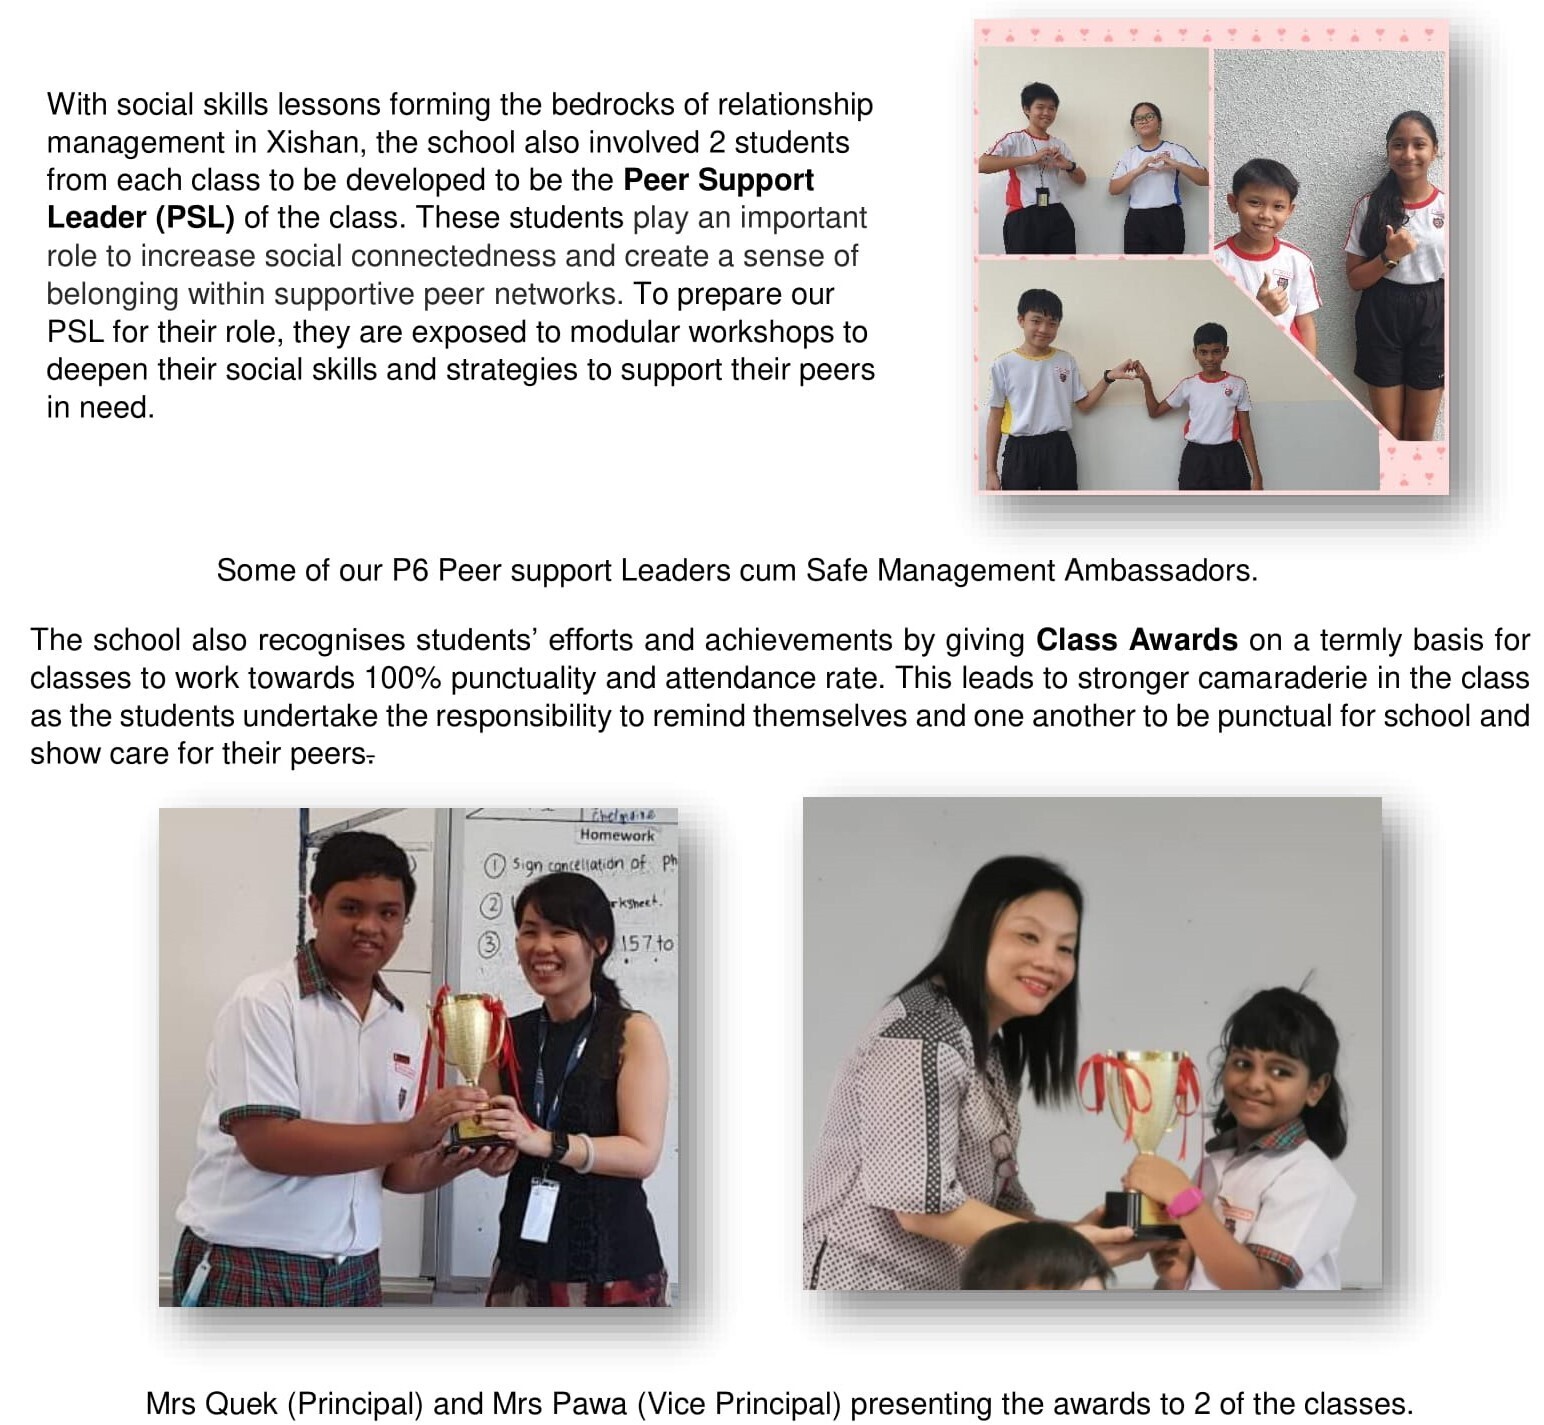 With social skills lessons forming the bedrocks of relationship
management in Xishan, the school also involved 2 students
from each class to be developed to be the Peer Support
Leader (PSL) of the class. These students play an important
role to increase social connectedness and create a sense of
belonging within supportive peer networks. To prepare our
PSL for their role, they are exposed to modular workshops to
deepen their social skills and strategies to support their peers
in need.
Some of our P6 Peer support Leaders cum Safe Management Ambassadors.
The school also recognises students’ efforts and achievements by giving Class Awards on a termly basis for
classes to work towards 100% punctuality and attendance rate. This leads to stronger camaraderie in the class
as the students undertake the responsibility to remind themselves and one another to be punctual for school and
show care for their peers.
Homework
1 Sign cancellation of
2
3 157 to
Mrs Quek (Principal) and Mrs Pawa (Vice Principal) presenting the awards to 2 of the classes.